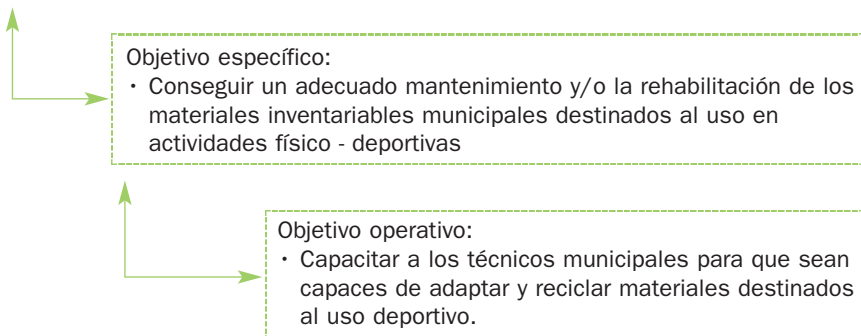 Objetivo específico:
· Conseguir un adecuado mantenimiento y/o la rehabilitación de los
materiales inventariables municipales destinados al uso en
actividades físico - deportivas
Objetivo operativo:
· Capacitar a los técnicos municipales para que sean
capaces de adaptar y reciclar materiales destinados
al uso deportivo.